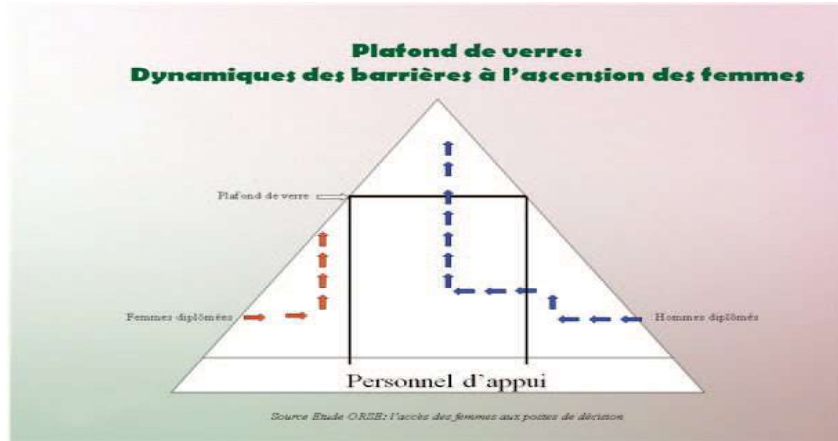 Plafond de verre:
Dynamiques des barrières à l'ascension des femmes
Plafond de verre
Femmes diplômées
Hommes diplômés
Personnel d'appui
Source Etude ORSE: l'accès des femmes aux postes de décision